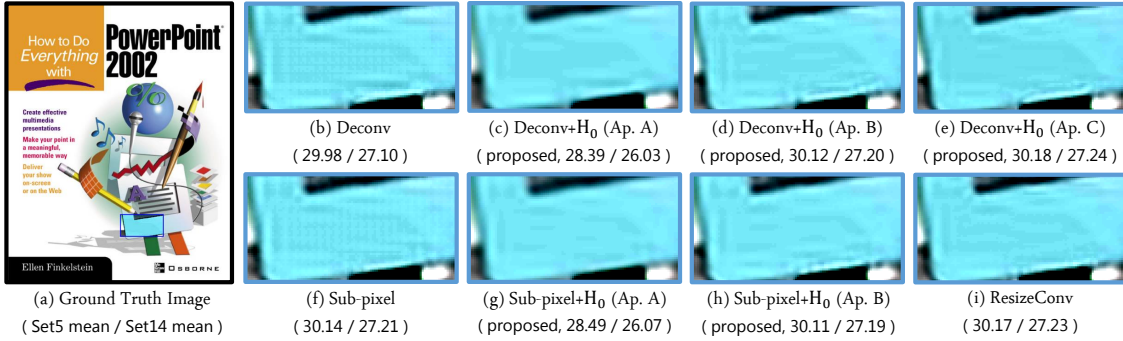 How to Do
Everything
with
PowerPoint
2002
Create effective
multimedia
presentations
Make your point in
a meaningful,
memorable way
Deliver
your show
on-screen
or on the Web
Ellen Finkelstein
OSBORNE
(a) Ground Truth Image
( Set5 mean / Set14 mean )
(b) Deconv
( 29.98 / 27.10 )
(c) Deconv+H₀ (Ap. A)
( proposed, 28.39 / 26.03 )
(d) Deconv+H₀ (Ap. B)
( proposed, 30.12 / 27.20 )
(e) Deconv+H₀ (Ap. C)
( proposed, 30.18 / 27.24 )
(f) Sub-pixel
( 30.14 / 27.21 )
(g) Sub-pixel+H₀ (Ap. A)
( proposed, 28.49 / 26.07 )
(h) Sub-pixel+H₀ (Ap. B)
( proposed, 30.11 / 27.19 )
(i) ResizeConv
( 30.17 / 27.23 )